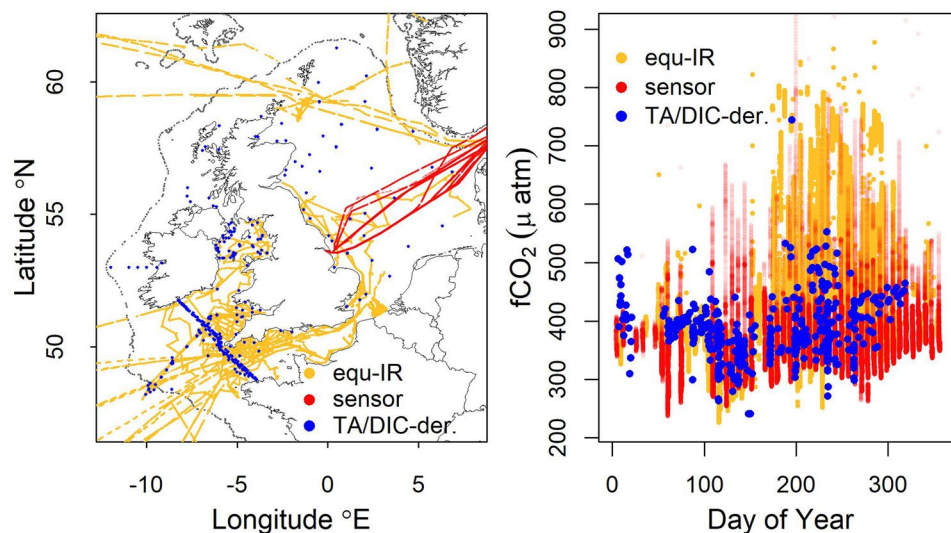 60
55
50
Latitude °N
equ-IR
sensor
TA/DIC-der.
-10
-5
0
5
Longitude °E
900
700
600
500
400
300
200
fCO₂ (μ atm)
equ-IR
sensor
TA/DIC-der.
0
100
200
300
Day of Year